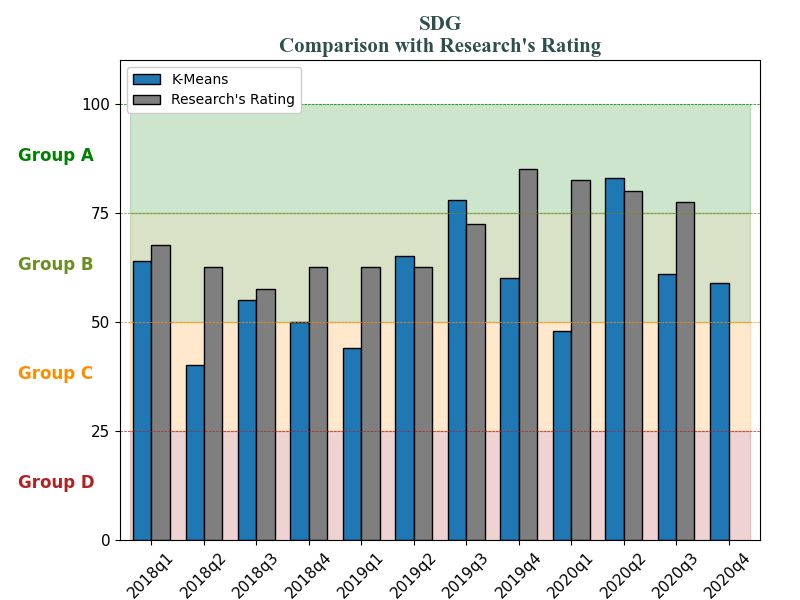 SDG
Comparison with Research's Rating
K-Means
Research's Rating
100
Group A
75
Group B
50
Group C
25
Group D
0
2018q1 2018q2 2018q3 2018q4 2019q1 2019q2 2019q3 2019q4 2020q1 2020q2 2020q3 2020q4